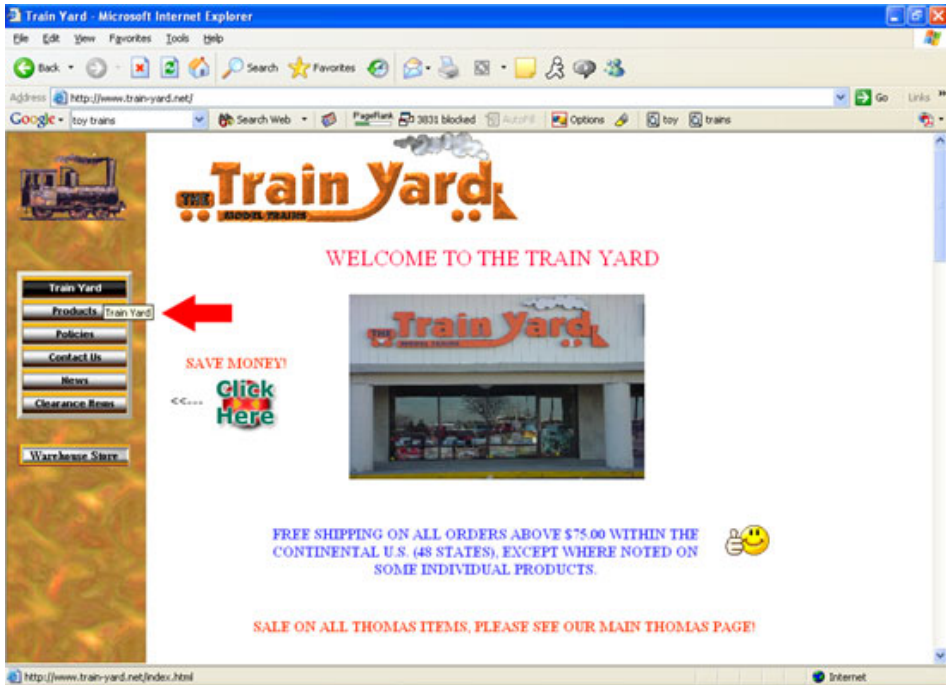 Train Yard - Microsoft Internet Explorer
File Edit View Favorites Tools Help
Back Search Favorites
Address http://www.train-yard.net/ Go Links »
Google toy trains Search Web PageRank 3831 blocked AutoFill Options toy trains
THE Train Yard
MODEL TRAINS
WELCOME TO THE TRAIN YARD
Train Yard
Products Train Yard
Policies
Contact Us
News
Clearance Items
Warehouse Store
THE Train Yard
MODEL TRAINS
SAVE MONEY!
<<--- Click
Here
FREE SHIPPING ON ALL ORDERS ABOVE $75.00 WITHIN THE
CONTINENTAL U.S. (48 STATES), EXCEPT WHERE NOTED ON
SOME INDIVIDUAL PRODUCTS.
SALE ON ALL THOMAS ITEMS, PLEASE SEE OUR MAIN THOMAS PAGE!
http://www.train-yard.net/index.html Internet